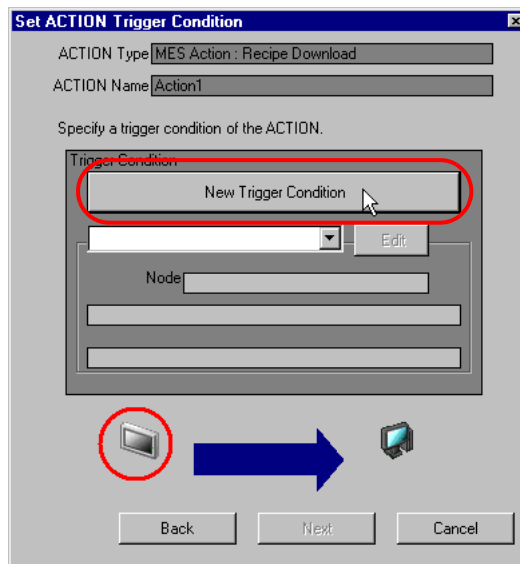 Set ACTION Trigger Condition
ACTION Type MES Action : Recipe Download
ACTION Name Action1
Specify a trigger condition of the ACTION.
Trigger Condition
New Trigger Condition
Edit
Node
Back Next Cancel